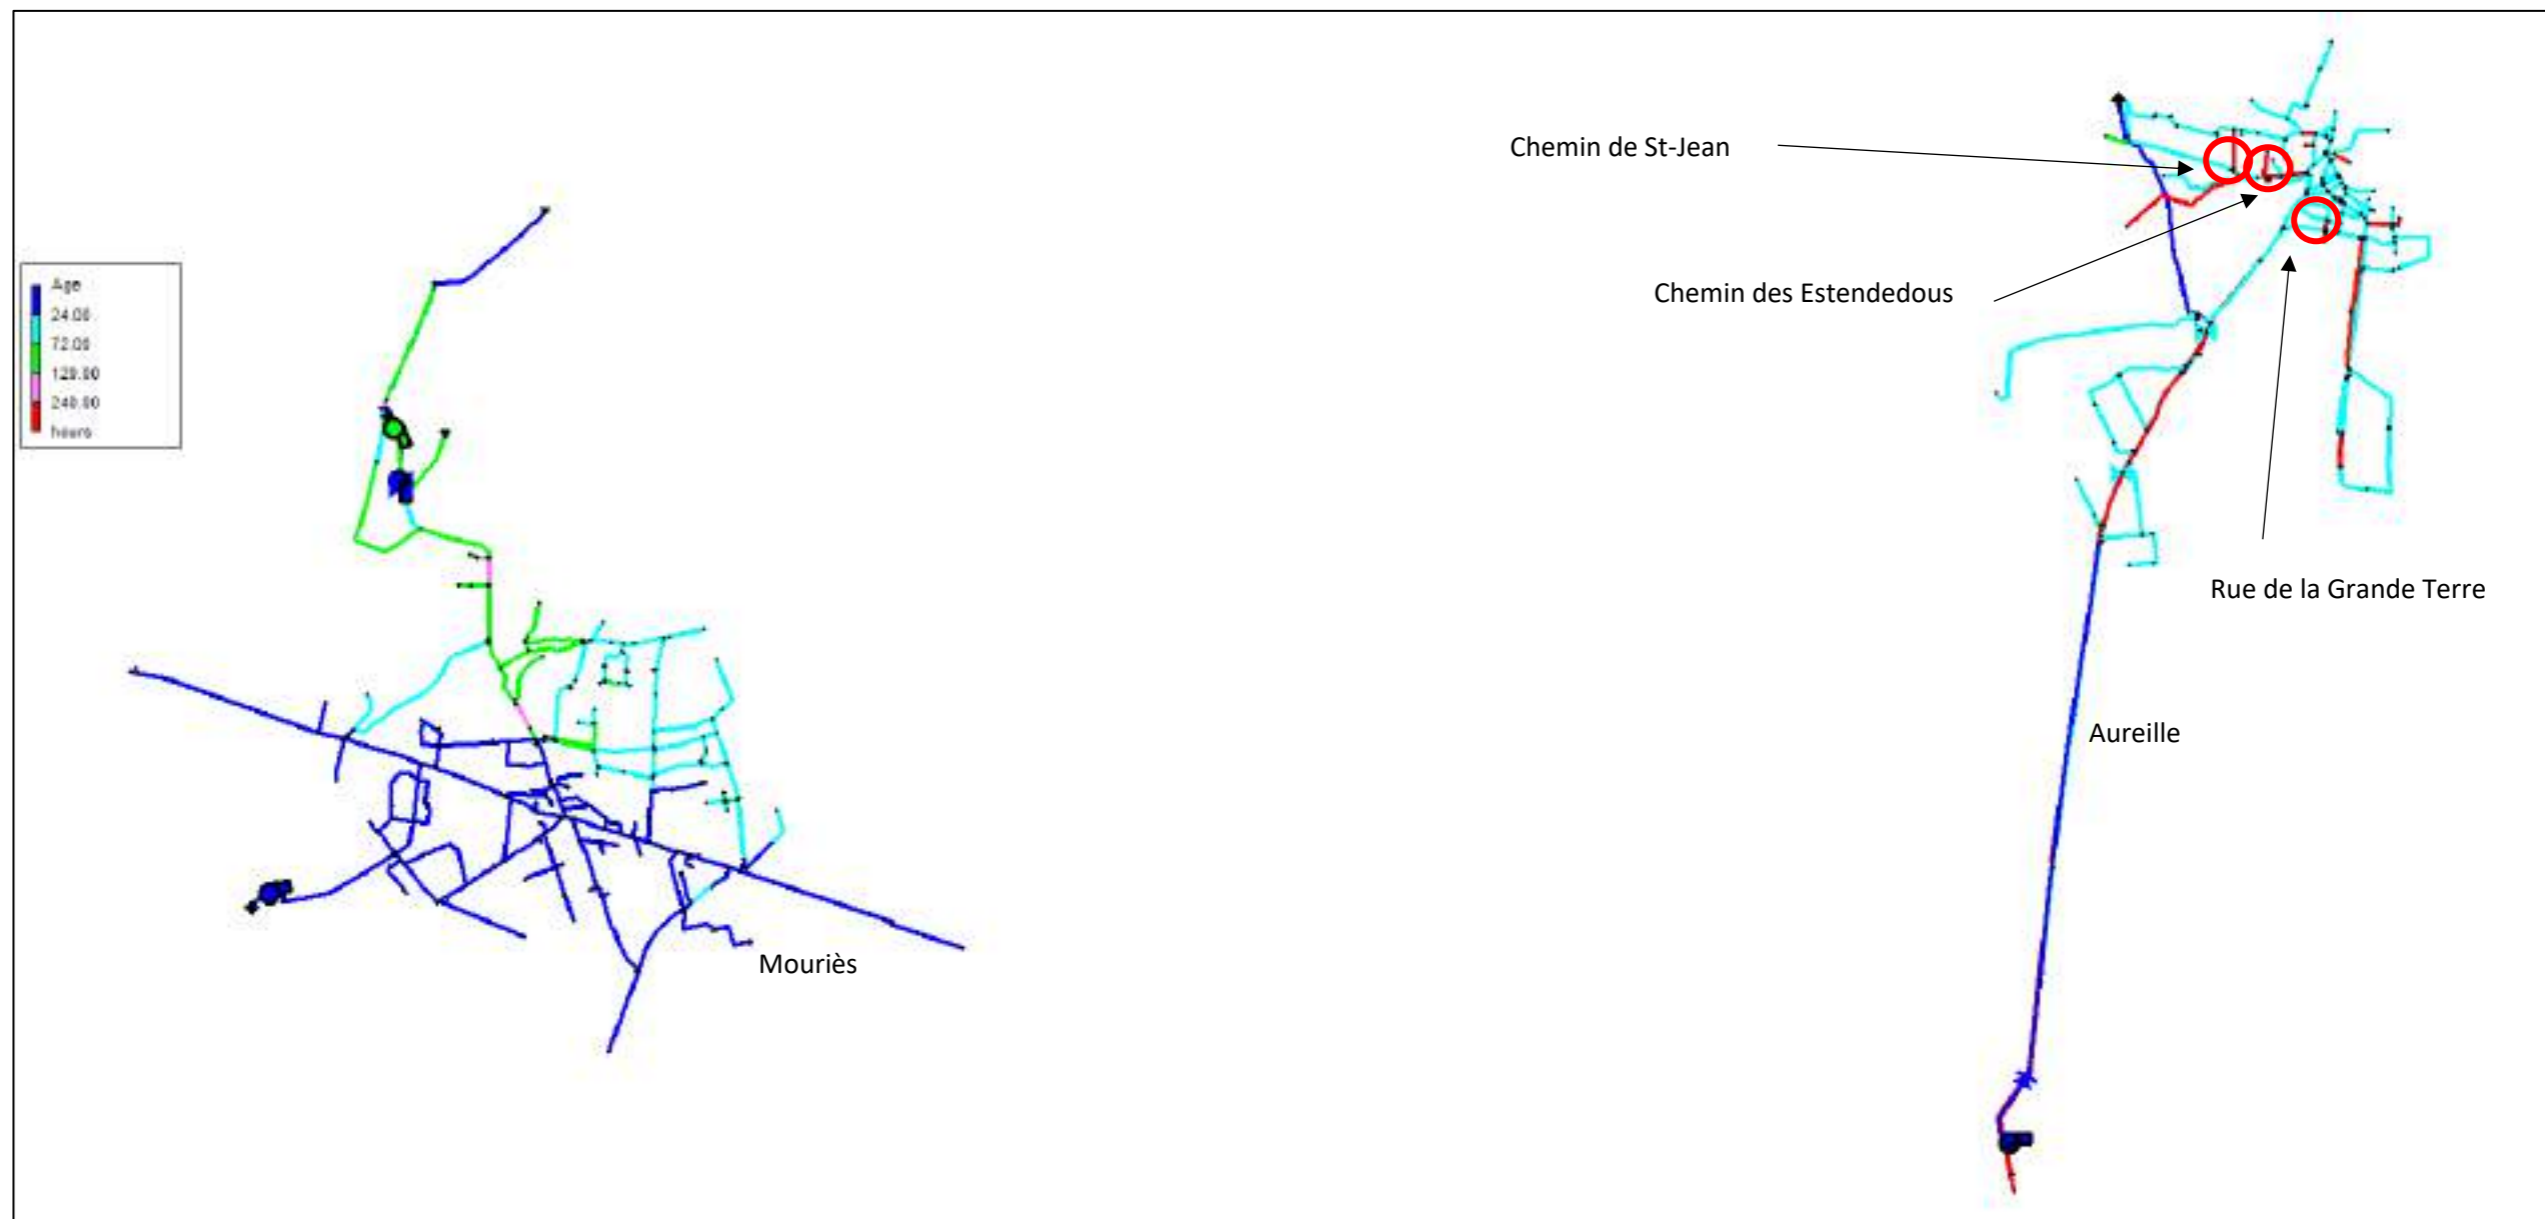 Chemin de St-Jean
Age
24.00
72.00
120.00
240.00
hours
Chemin des Estendedous
Rue de la Grande Terre
Aureille
Mouriès